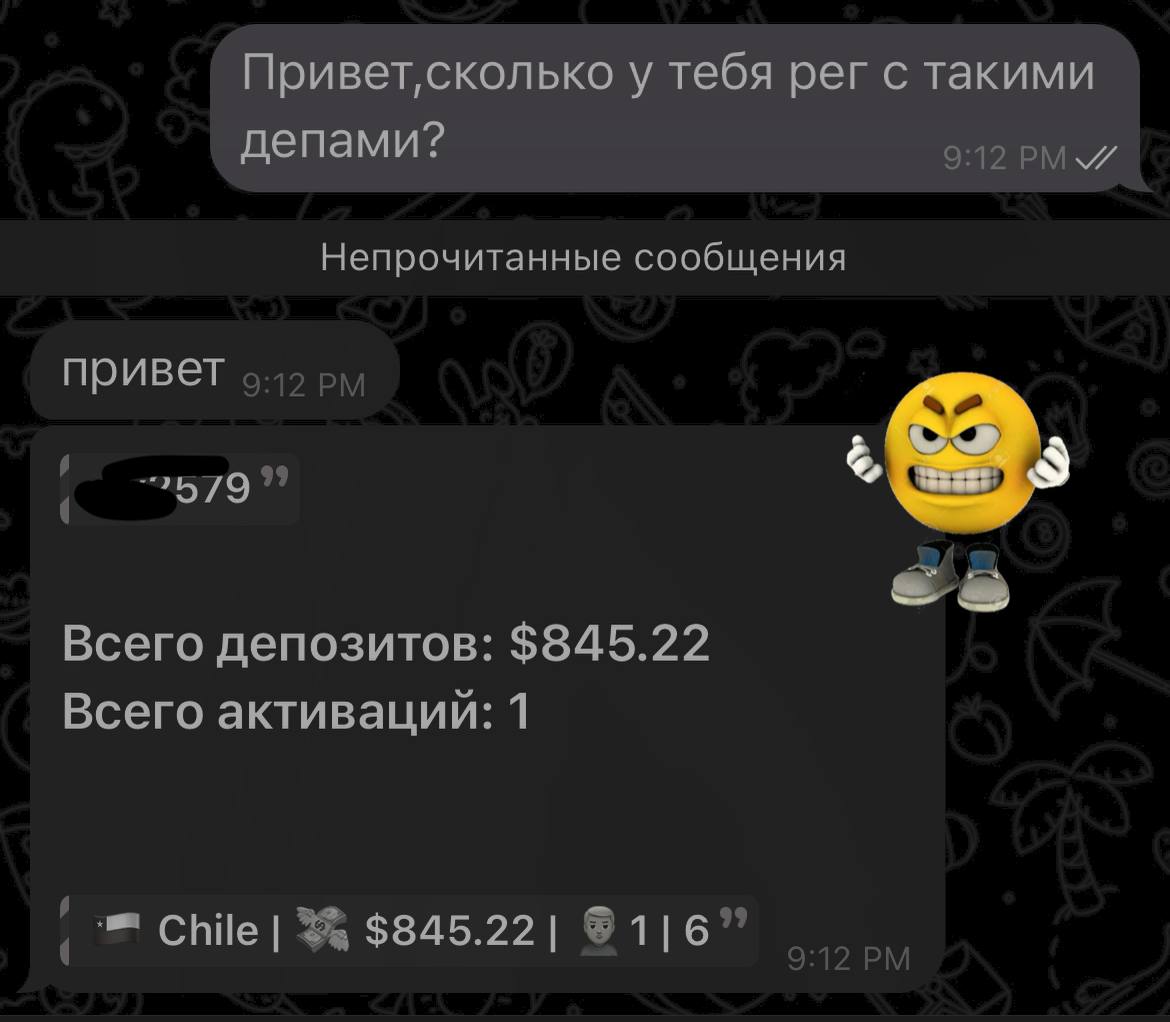 Привет,сколько у тебя рег с такими
депами?
9:12 PM
Непрочитанные сообщения
привет 9:12 PM
579
Всего депозитов: $845.22
Всего активаций: 1
Chile | $845.22 | 1 | 6
9:12 PM